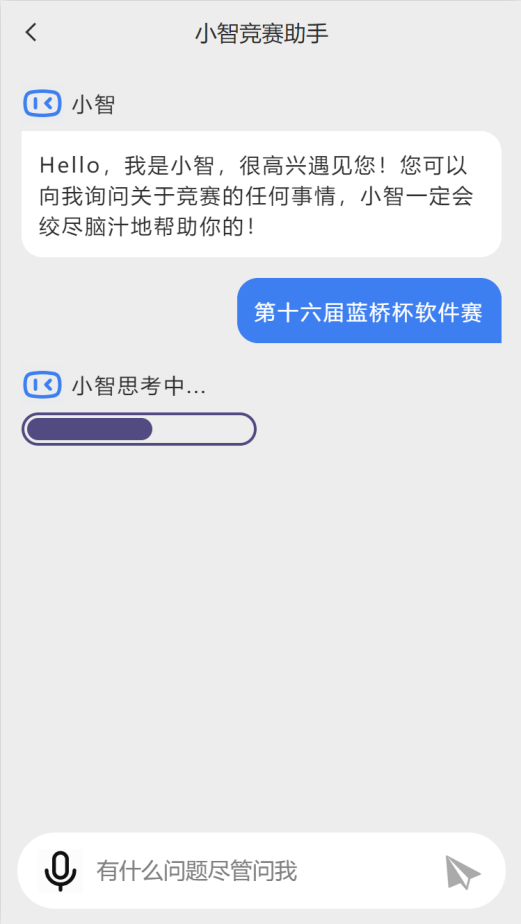 小智竞赛助手
小智
Hello，我是小智，很高兴遇见您！您可以
向我询问关于竞赛的任何事情，小智一定会
绞尽脑汁地帮助你的！
第十六届蓝桥杯软件赛
小智思考中...
有什么问题尽管问我